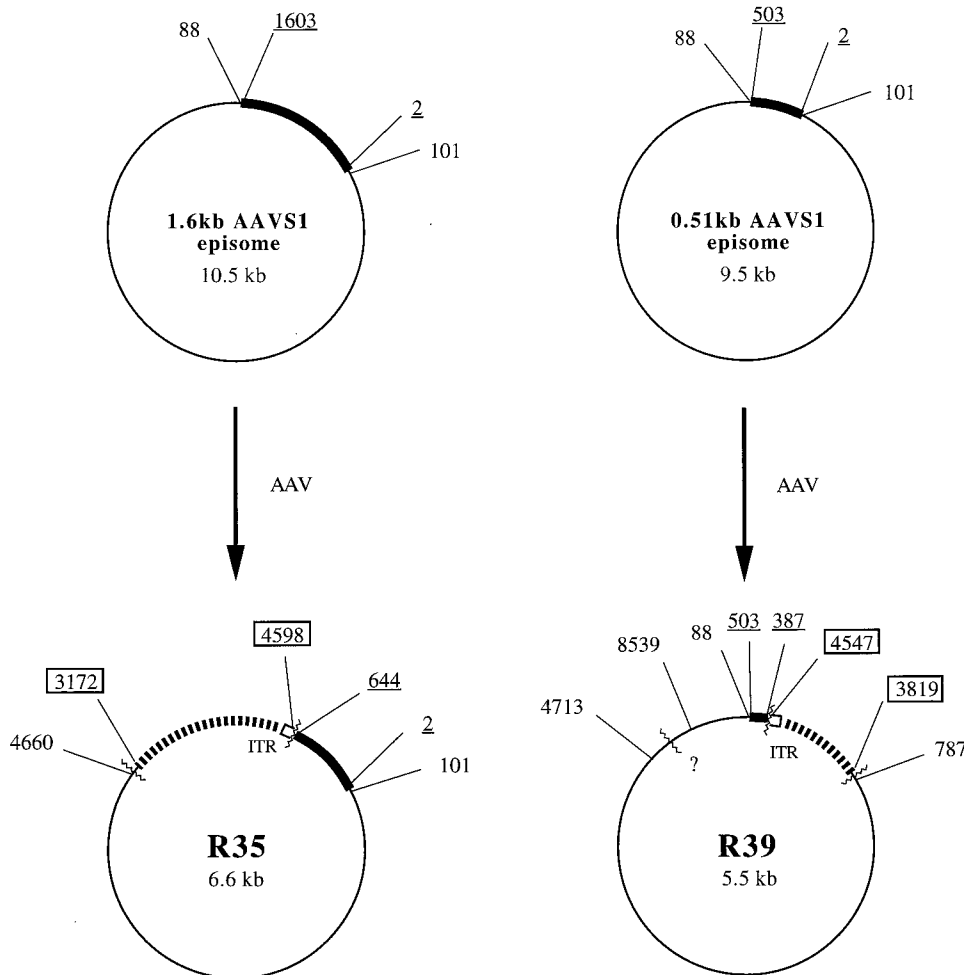 88
1603
2
101
1.6kb AAVS1
episome
10.5 kb
88
503
2
101
0.51kb AAVS1
episome
9.5 kb
AAV
AAV
4598
3172
644
4660
ITR
2
101
R35
6.6 kb
503
387
88
4547
8539
3819
4713
ITR
787
?
R39
5.5 kb